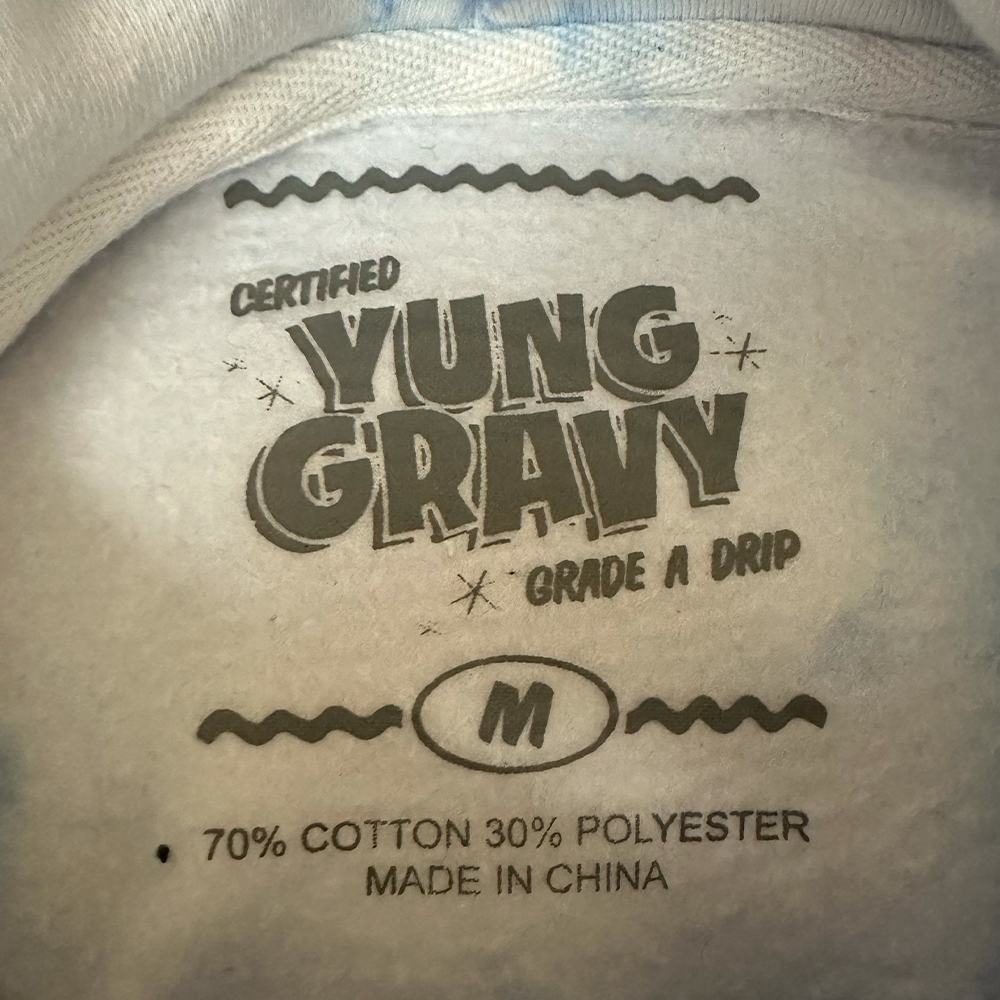 CERTIFIED
YUNG
GRAVY
GRADE A DRIP
M
70% COTTON 30% POLYESTER
MADE IN CHINA